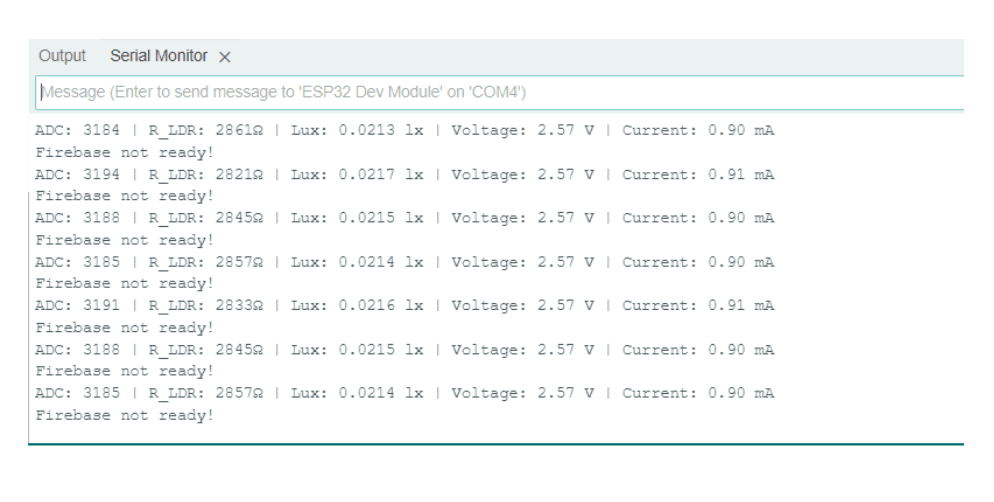 Output Serial Monitor ×
Message (Enter to send message to 'ESP32 Dev Module' on 'COM4')
ADC: 3184 | R_LDR: 2861Ω | Lux: 0.0213 lx | Voltage: 2.57 V | Current: 0.90 mA
Firebase not ready!
ADC: 3194 | R_LDR: 2821Ω | Lux: 0.0217 lx | Voltage: 2.57 V | Current: 0.91 mA
Firebase not ready!
ADC: 3188 | R_LDR: 2845Ω | Lux: 0.0215 lx | Voltage: 2.57 V | Current: 0.90 mA
Firebase not ready!
ADC: 3185 | R_LDR: 2857Ω | Lux: 0.0214 lx | Voltage: 2.57 V | Current: 0.90 mA
Firebase not ready!
ADC: 3191 | R_LDR: 2833Ω | Lux: 0.0216 lx | Voltage: 2.57 V | Current: 0.91 mA
Firebase not ready!
ADC: 3188 | R_LDR: 2845Ω | Lux: 0.0215 lx | Voltage: 2.57 V | Current: 0.90 mA
Firebase not ready!
ADC: 3185 | R_LDR: 2857Ω | Lux: 0.0214 lx | Voltage: 2.57 V | Current: 0.90 mA
Firebase not ready!